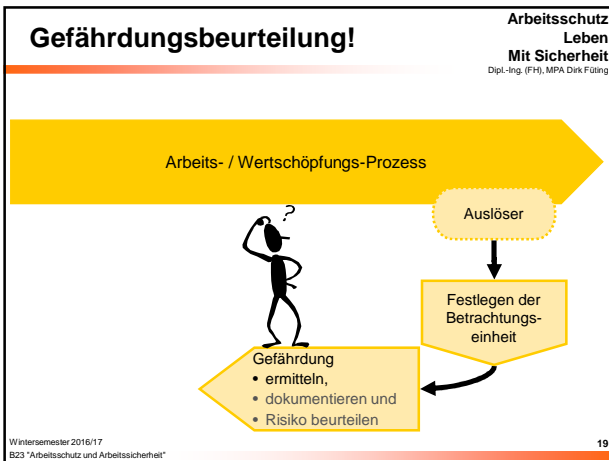 Gefährdungsbeurteilung!
Arbeitsschutz
Leben
Mit Sicherheit
Dipl.-Ing. (FH), MPA Dirk Füting
Arbeits- / Wertschöpfungs-Prozess
?
Auslöser
Festlegen der
Betrachtungs-
einheit
Gefährdung
• ermitteln,
• dokumentieren und
• Risiko beurteilen
Wintersemester 2016/17
B23 "Arbeitsschutz und Arbeitssicherheit"
19